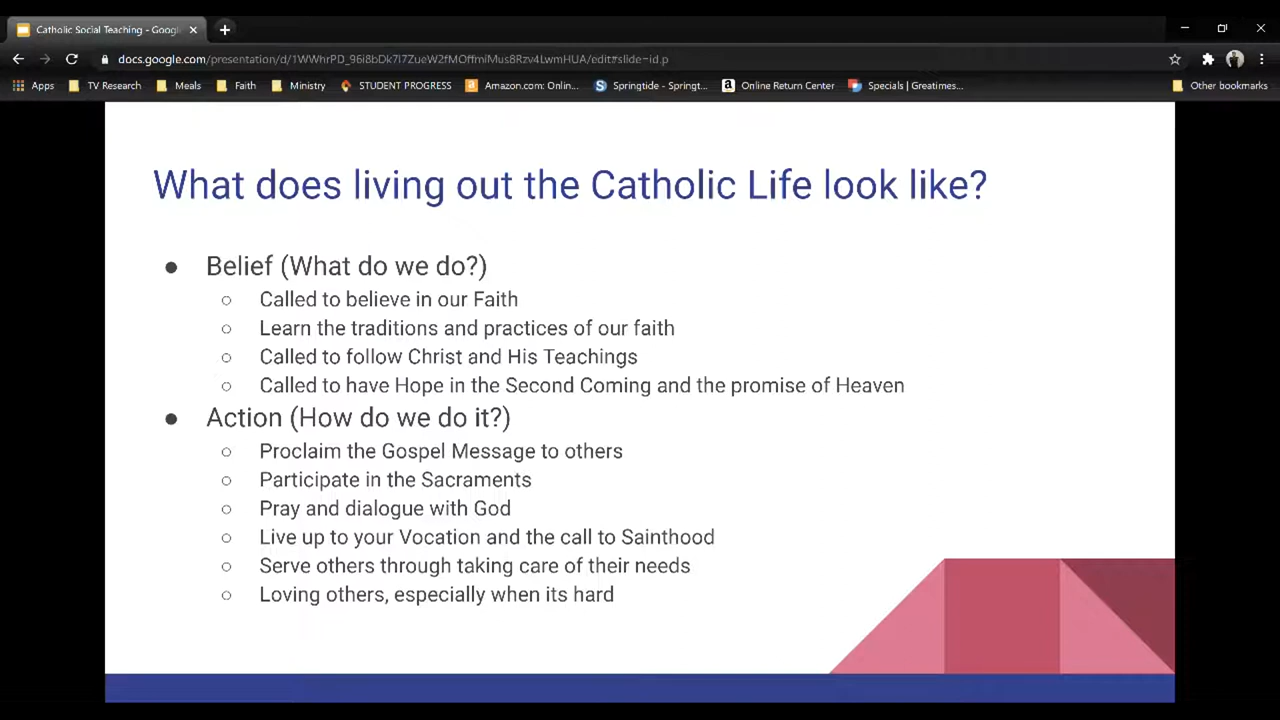 Catholic Social Teaching - Googl
docs.google.com/presentation/d/1WWhrPD_96i8bDk7l7ZueW2fMOffmiMus8Rzv4LwmHUA/edit#slide=id.p
Apps TV Research Meals Faith Ministry STUDENT PROGRESS Amazon.com: Onlin... Springtide - Springt... Online Return Center Specials | Greatimes... Other bookmarks
What does living out the Catholic Life look like?
● Belief (What do we do?)
○ Called to believe in our Faith
○ Learn the traditions and practices of our faith
○ Called to follow Christ and His Teachings
○ Called to have Hope in the Second Coming and the promise of Heaven
● Action (How do we do it?)
○ Proclaim the Gospel Message to others
○ Participate in the Sacraments
○ Pray and dialogue with God
○ Live up to your Vocation and the call to Sainthood
○ Serve others through taking care of their needs
○ Loving others, especially when its hard